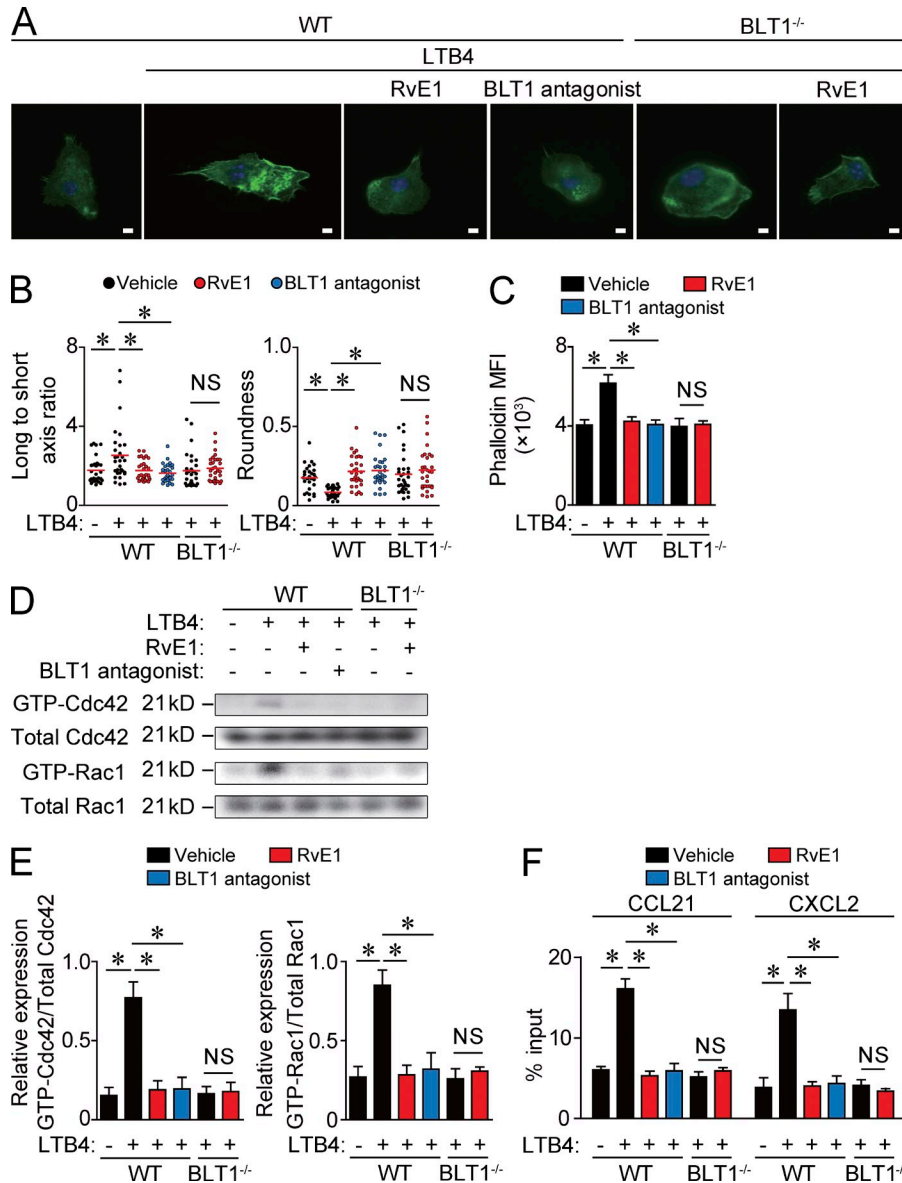 A
WT BLT1-/-
LTB4
RvE1 BLT1 antagonist RvE1
B
Vehicle RvE1 BLT1 antagonist
Long to short axis ratio
8
4
0
* * *
NS
LTB4: - + + + + +
WT BLT1-/-
Roundness
1.0
0.5
0
* * *
NS
LTB4: - + + + + +
WT BLT1-/-
C
Vehicle RvE1
BLT1 antagonist
Phalloidin MFI (×10³)
8
4
0
* * *
NS
LTB4: - + + + + +
WT BLT1-/-
D
WT BLT1-/-
LTB4: - + + + + +
RvE1: - - + - - +
BLT1 antagonist: - - - + - -
GTP-Cdc42 21kD
Total Cdc42 21kD
GTP-Rac1 21kD
Total Rac1 21kD
E
Vehicle RvE1
BLT1 antagonist
Relative expression
GTP-Cdc42/Total Cdc42
1.0
0.5
0
* * *
NS
LTB4: - + + + + +
WT BLT1-/-
Relative expression
GTP-Rac1/Total Rac1
1.0
0.5
0
* * *
NS
LTB4: - + + + + +
WT BLT1-/-
F
Vehicle RvE1
BLT1 antagonist
CCL21 CXCL2
% input
20
10
0
* * *
NS
* * *
NS
LTB4: - + + + + + - + + + + +
WT BLT1-/- WT BLT1-/-